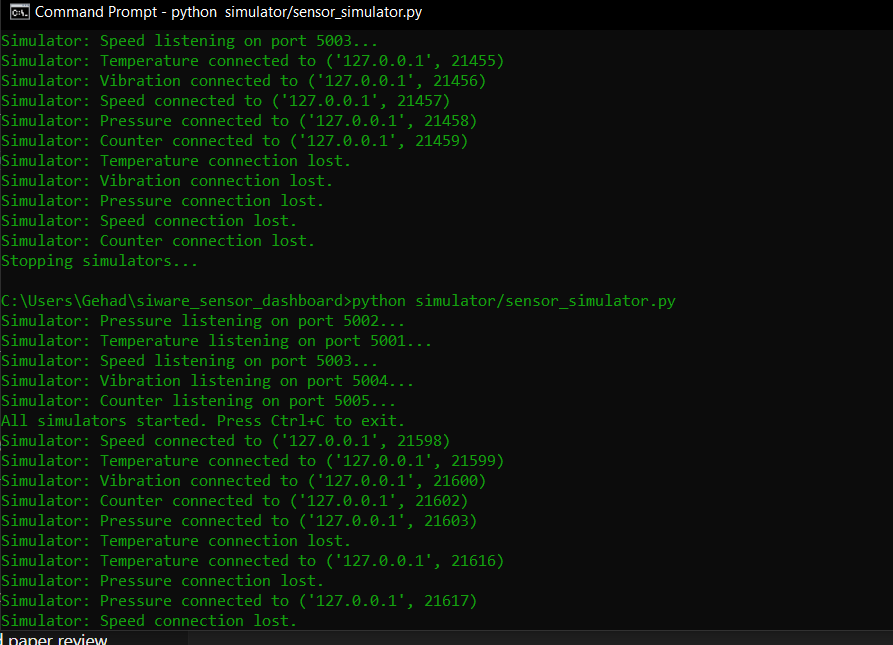 Command Prompt - python  simulator/sensor_simulator.py
Simulator: Speed listening on port 5003...
Simulator: Temperature connected to ('127.0.0.1', 21455)
Simulator: Vibration connected to ('127.0.0.1', 21456)
Simulator: Speed connected to ('127.0.0.1', 21457)
Simulator: Pressure connected to ('127.0.0.1', 21458)
Simulator: Counter connected to ('127.0.0.1', 21459)
Simulator: Temperature connection lost.
Simulator: Vibration connection lost.
Simulator: Pressure connection lost.
Simulator: Speed connection lost.
Simulator: Counter connection lost.
Stopping simulators...
C:\Users\Gehad\siware_sensor_dashboard>python simulator/sensor_simulator.py
Simulator: Pressure listening on port 5002...
Simulator: Temperature listening on port 5001...
Simulator: Speed listening on port 5003...
Simulator: Vibration listening on port 5004...
Simulator: Counter listening on port 5005...
All simulators started. Press Ctrl+C to exit.
Simulator: Speed connected to ('127.0.0.1', 21598)
Simulator: Temperature connected to ('127.0.0.1', 21599)
Simulator: Vibration connected to ('127.0.0.1', 21600)
Simulator: Counter connected to ('127.0.0.1', 21602)
Simulator: Pressure connected to ('127.0.0.1', 21603)
Simulator: Temperature connection lost.
Simulator: Temperature connected to ('127.0.0.1', 21616)
Simulator: Pressure connection lost.
Simulator: Pressure connected to ('127.0.0.1', 21617)
Simulator: Speed connection lost.
paper review